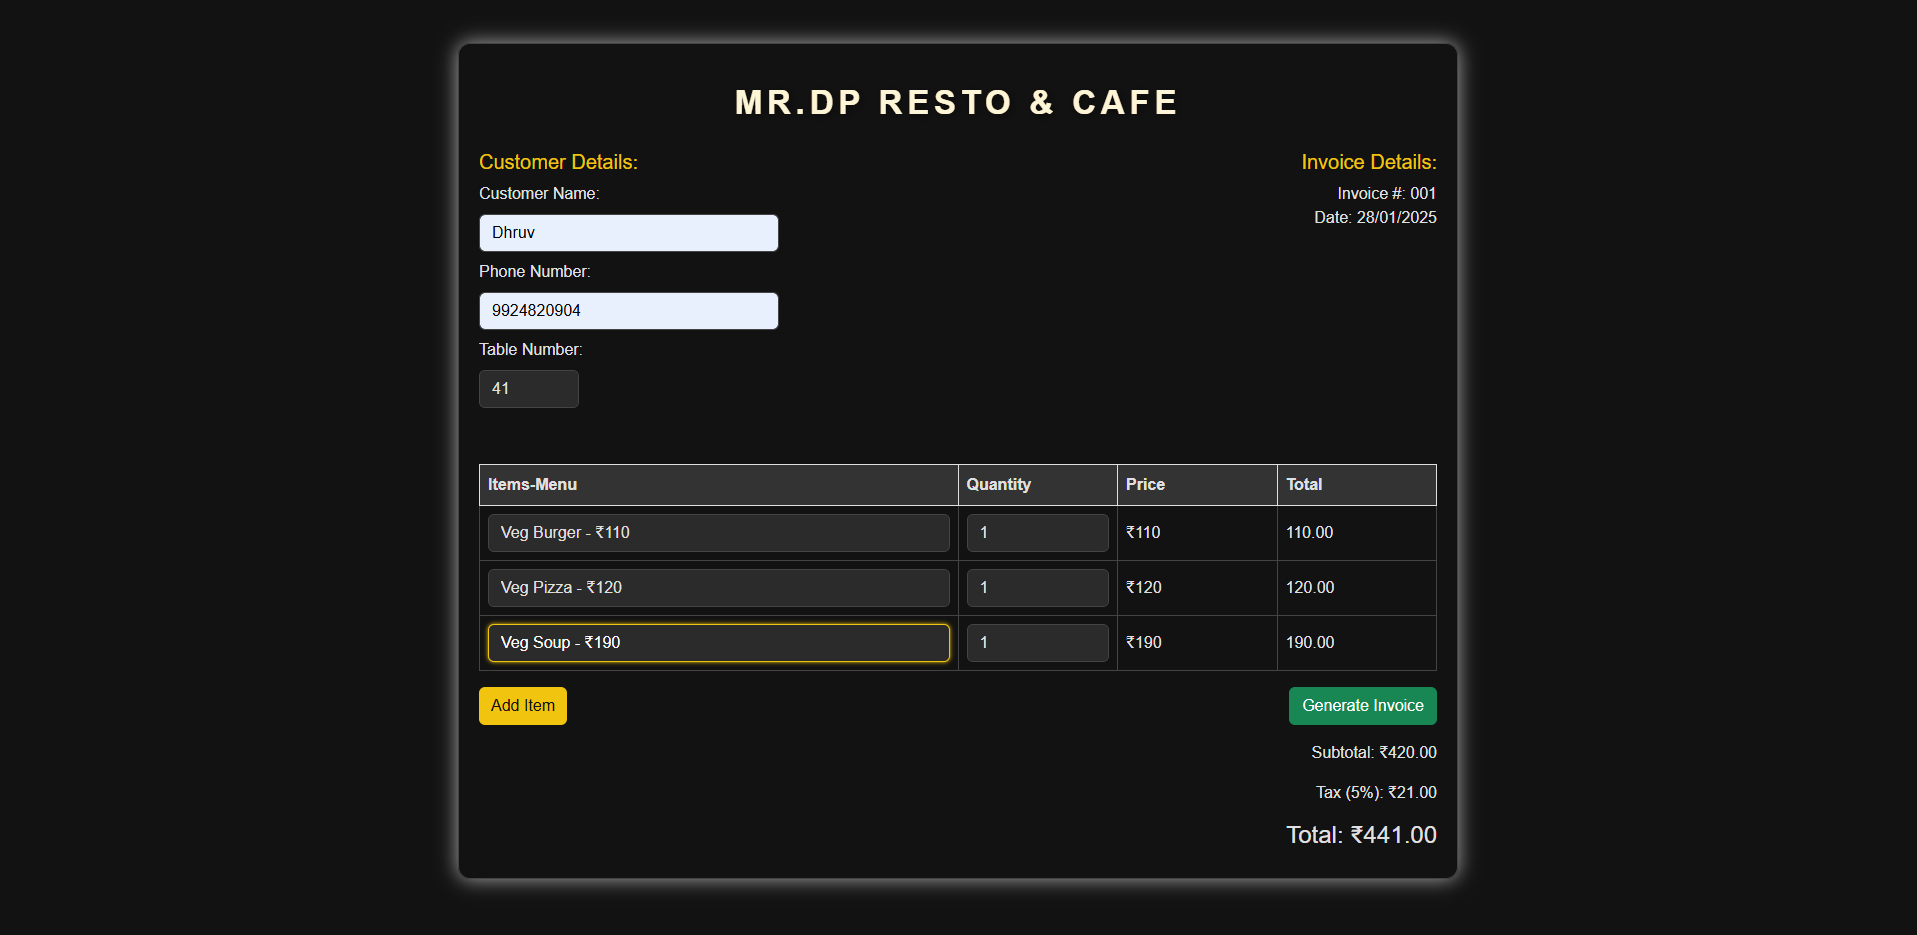 MR.DP RESTO & CAFE
Customer Details:
Customer Name:
Dhruv
Phone Number:
9924820904
Table Number:
41
Invoice Details:
Invoice #: 001
Date: 28/01/2025
Items-Menu Quantity Price Total
Veg Burger - ₹110 1 ₹110 110.00
Veg Pizza - ₹120 1 ₹120 120.00
Veg Soup - ₹190 1 ₹190 190.00
Add Item Generate Invoice
Subtotal: ₹420.00
Tax (5%): ₹21.00
Total: ₹441.00